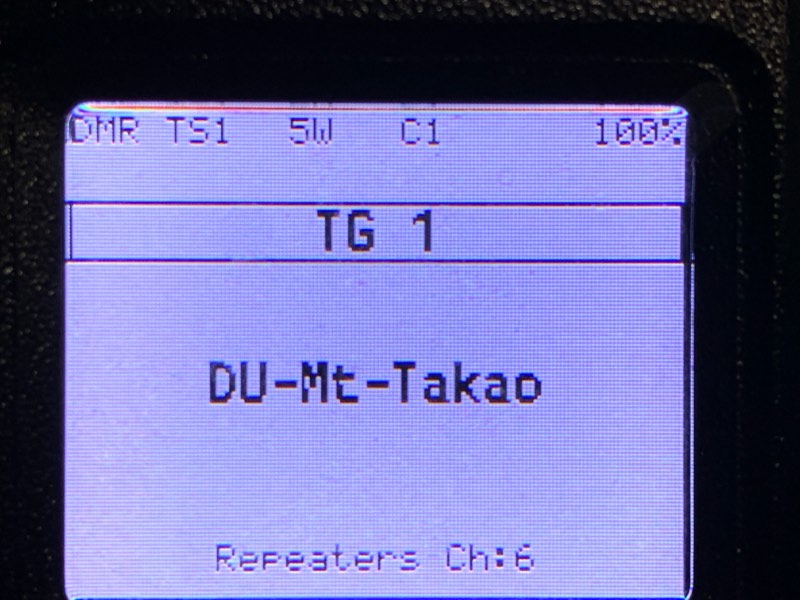 DMR TS1 5W C1 100%
TG 1
DU-Mt-Takao
Repeaters Ch:6